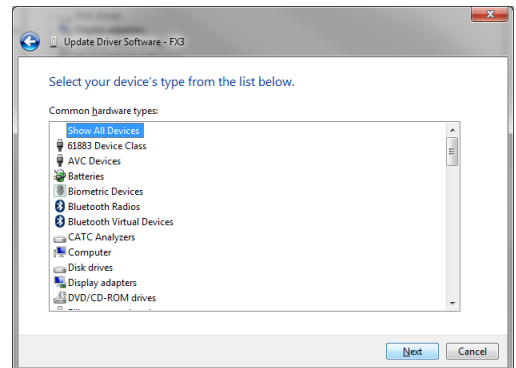 Update Driver Software - FX3
Select your device's type from the list below.
Common hardware types:
Show All Devices
61883 Device Class
AVC Devices
Batteries
Biometric Devices
Bluetooth Radios
Bluetooth Virtual Devices
CATC Analyzers
Computer
Disk drives
Display adapters
DVD/CD-ROM drives
Next
Cancel